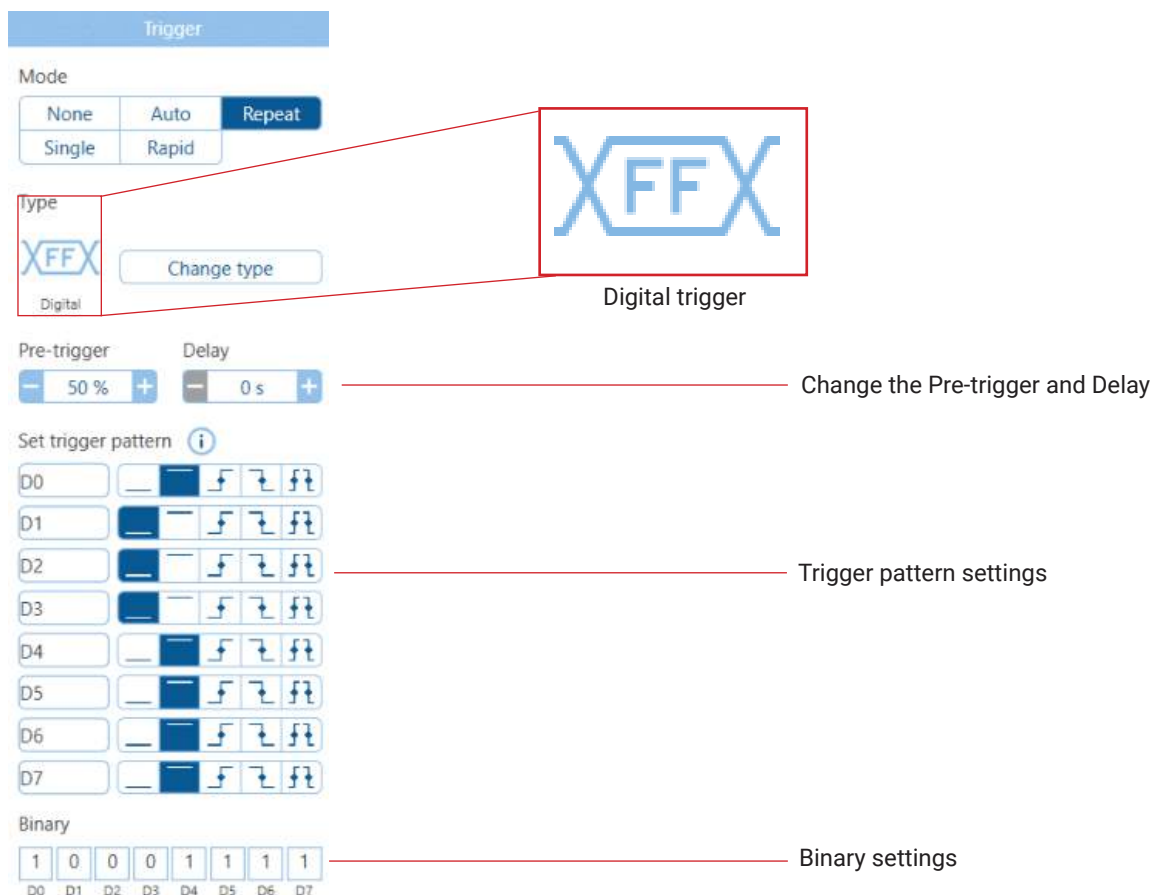 Trigger
Mode
None Auto Repeat
Single Rapid
Type
XFFX
Change type
Digital
XFFX
Digital trigger
Pre-trigger Delay
50 % 0 s
Change the Pre-trigger and Delay
Set trigger pattern i
D0
D1
D2
D3
D4
D5
D6
D7
Trigger pattern settings
Binary
1 0 0 0 1 1 1 1
D0 D1 D2 D3 D4 D5 D6 D7
Binary settings